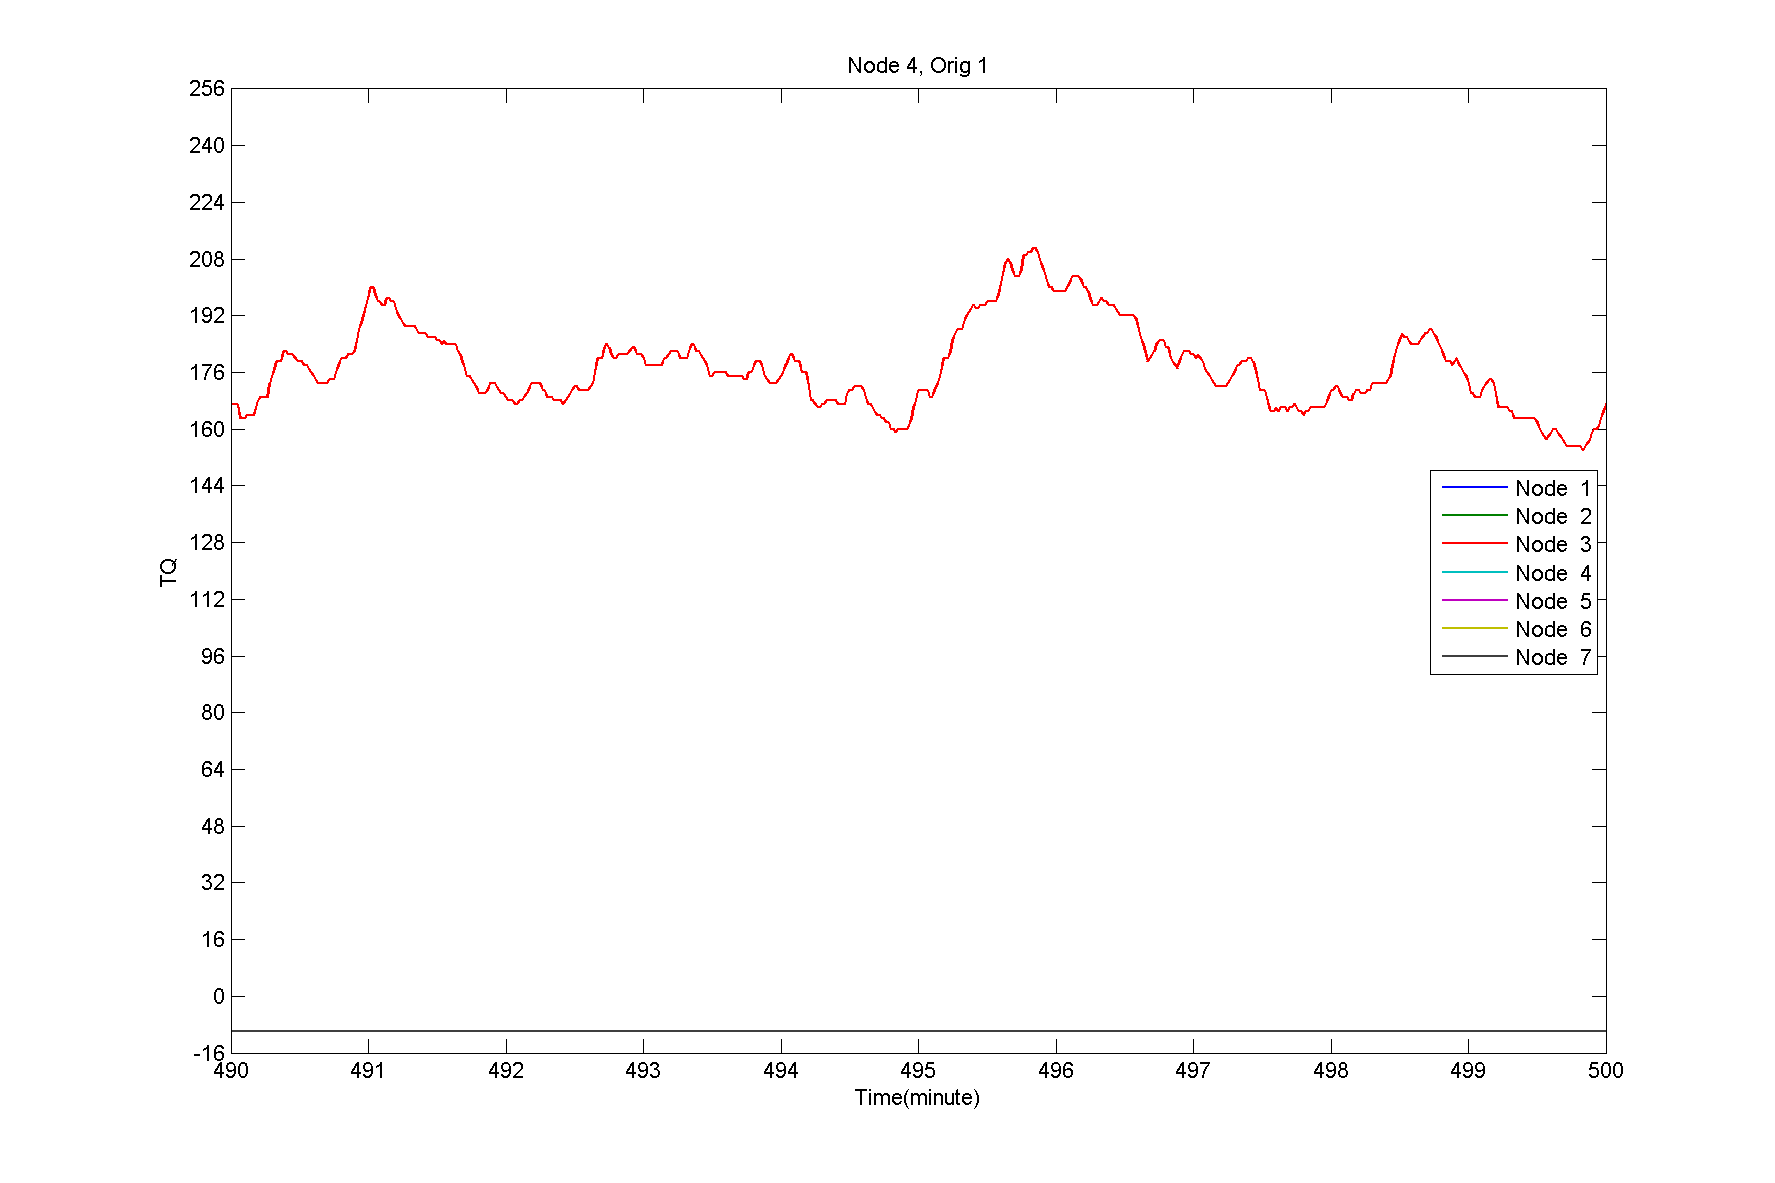 Node 4, Orig 1
256
240
224
208
192
176
160
144
128
112
96
80
64
48
32
16
0
-16
TQ
Node 1
Node 2
Node 3
Node 4
Node 5
Node 6
Node 7
490 491 492 493 494 495 496 497 498 499 500
Time(minute)